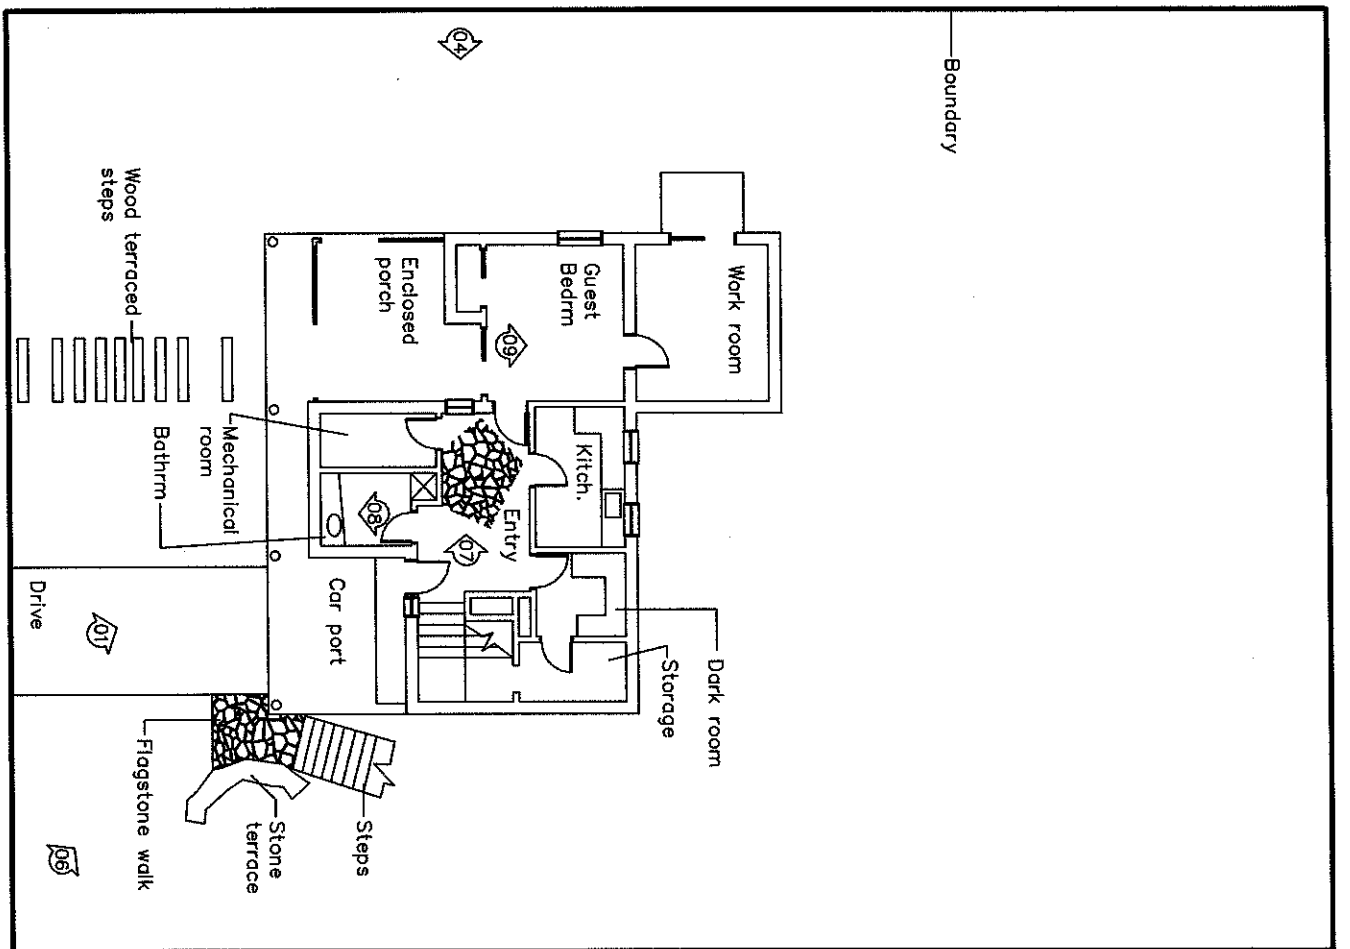 Boundary
04
Work room
Guest
Bedrm
Enclosed
porch
Wood terraced
steps
09
Kitch.
Entry
08
07
Mechanical
room
Bathrm
Dark room
Storage
Car port
Drive
01
Steps
Stone
terrace
Flagstone walk
06